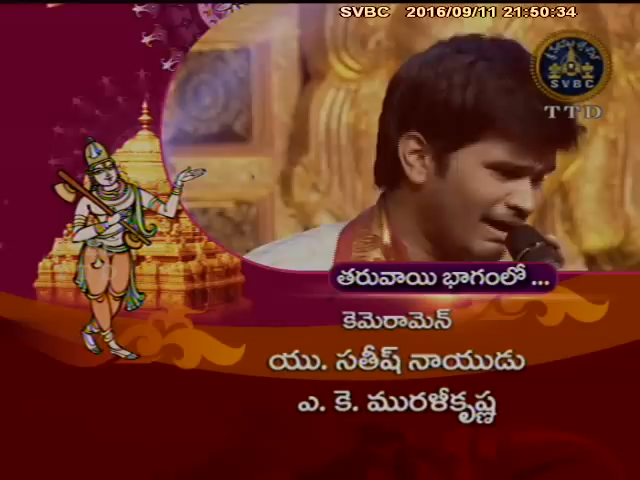 SVBC 2016/09/11 21:50:34
SVBC
TTD
తరువాయి భాగంలో ...
కెమెరామెన్
యు. సతీష్ నాయుడు
ఎ. కె. మురళీకృష్ణ